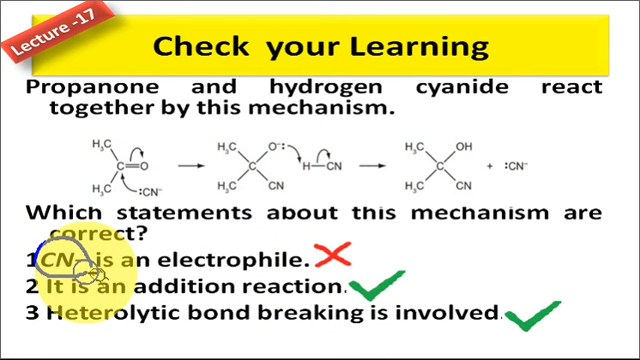 Lecture -17
Check your Learning
Propanone and hydrogen cyanide react
together by this mechanism.
H₃C H₃C O⁻: H₃C OH
C=O C H—CN C + :CN⁻
H₃C :CN⁻ H₃C CN H₃C CN
Which statements about this mechanism are
correct?
1 CN⁻ is an electrophile.
2 It is an addition reaction.
3 Heterolytic bond breaking is involved.